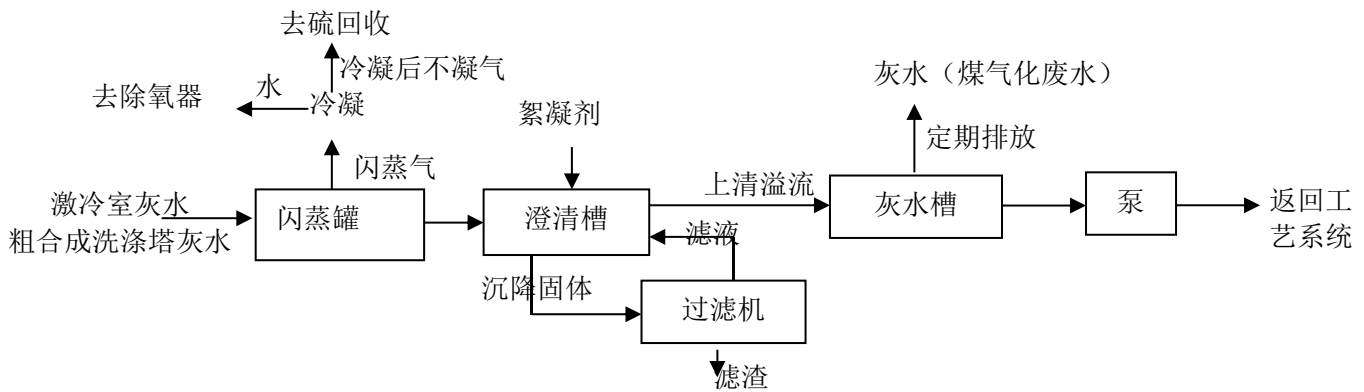 去硫回收
冷凝后不凝气
去除氧器
水
冷凝
灰水（煤气化废水）
絮凝剂
定期排放
闪蒸气
激冷室灰水
粗合成洗涤塔灰水
闪蒸罐
澄清槽
上清溢流
灰水槽
泵
返回工
艺系统
滤液
沉降固体
过滤机
滤渣